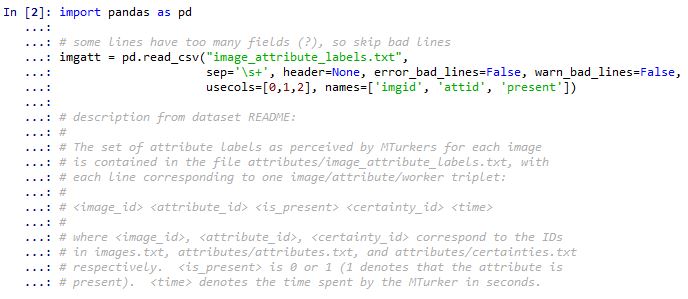 In [2]: import pandas as pd
...:
...: # some lines have too many fields (?), so skip bad lines
...: imgatt = pd.read_csv("image_attribute_labels.txt",
...: sep='\s+', header=None, error_bad_lines=False, warn_bad_lines=False,
...: usecols=[0,1,2], names=['imgid', 'attid', 'present'])
...:
...: # description from dataset README:
...: #
...: # The set of attribute labels as perceived by MTurkers for each image
...: # is contained in the file attributes/image_attribute_labels.txt, with
...: # each line corresponding to one image/attribute/worker triplet:
...: #
...: # <image_id> <attribute_id> <is_present> <certainty_id> <time>
...: #
...: # where <image_id>, <attribute_id>, <certainty_id> correspond to the IDs
...: # in images.txt, attributes/attributes.txt, and attributes/certainties.txt
...: # respectively.  <is_present> is 0 or 1 (1 denotes that the attribute is
...: # present).  <time> denotes the time spent by the MTurker in seconds.